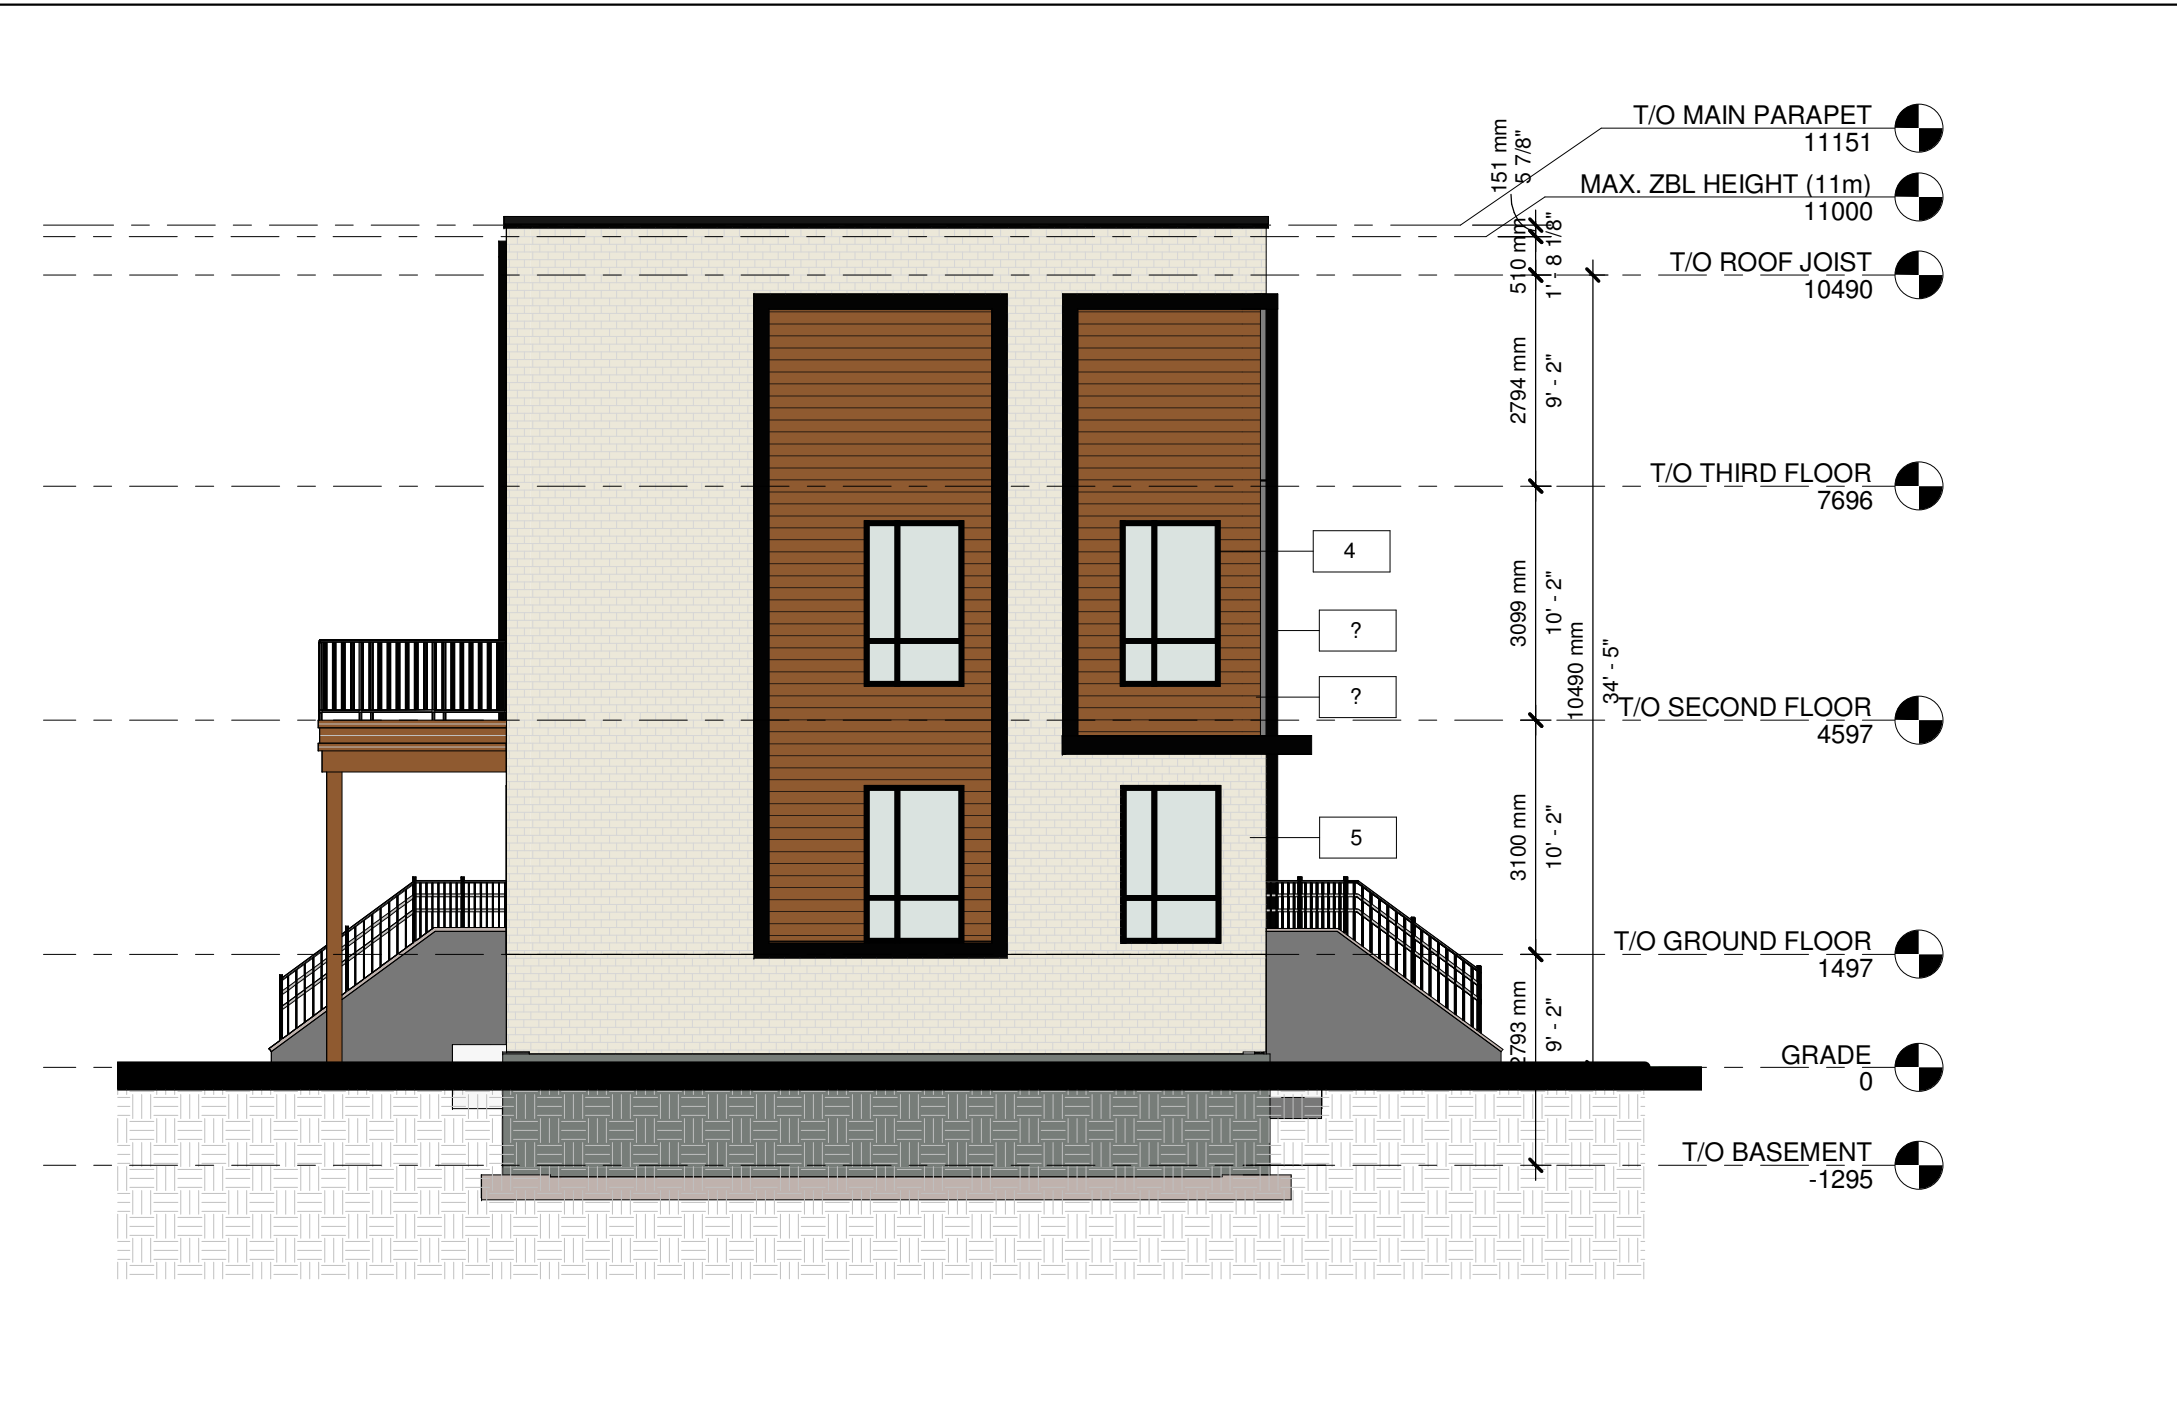 T/O MAIN PARAPET
11151
MAX. ZBL HEIGHT (11m)
11000
T/O ROOF JOIST
10490
T/O THIRD FLOOR
7696
T/O SECOND FLOOR
4597
T/O GROUND FLOOR
1497
GRADE
0
T/O BASEMENT
-1295
151 mm
5 7/8"
510 mm
1' - 8 1/8"
2794 mm
9' - 2"
3099 mm
10' - 2"
10490 mm
34' - 5"
3100 mm
10' - 2"
2793 mm
9' - 2"
4
?
?
5